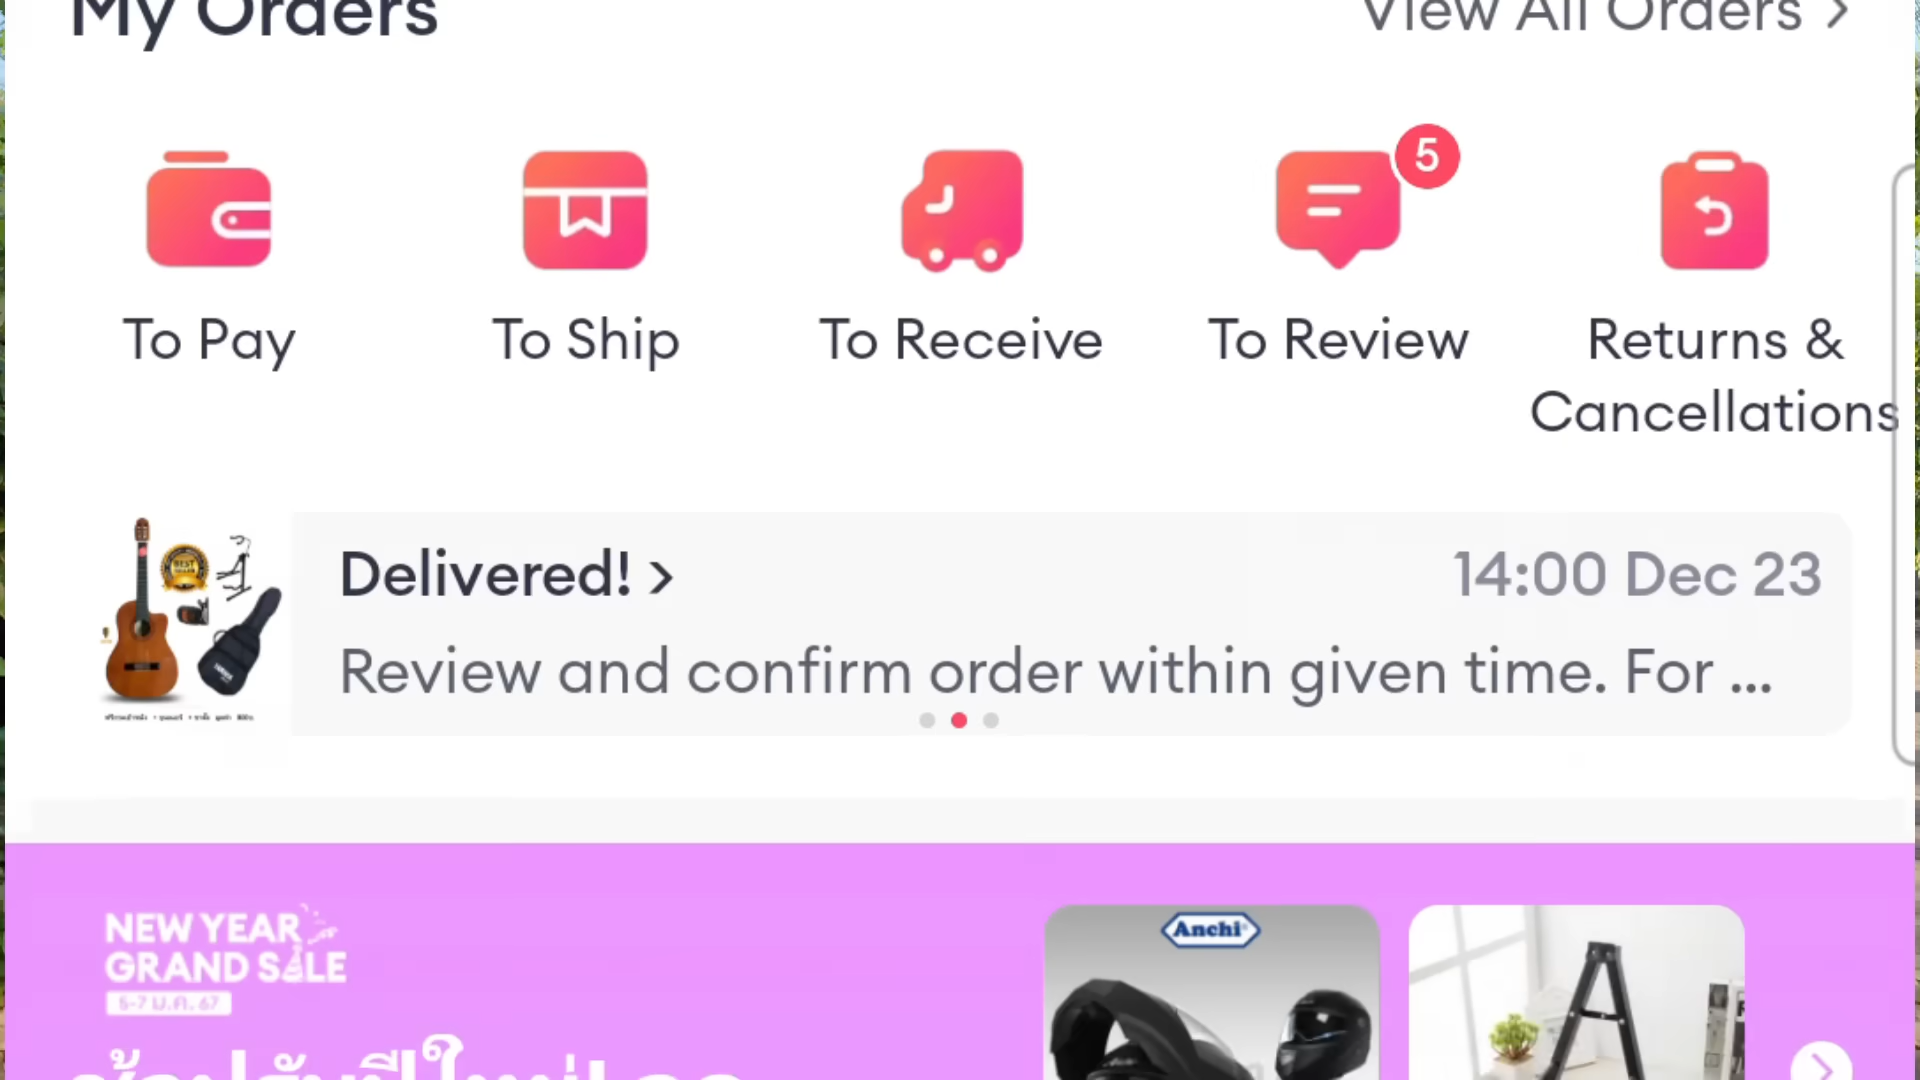 My Orders
View All Orders >
5
To Pay
To Ship
To Receive
To Review
Returns &
Cancellations
BEST
Delivered! >
14:00 Dec 23
Review and confirm order within given time. For ...
NEW YEAR
GRAND SALE
5-7 ม.ค. 67
Anchi